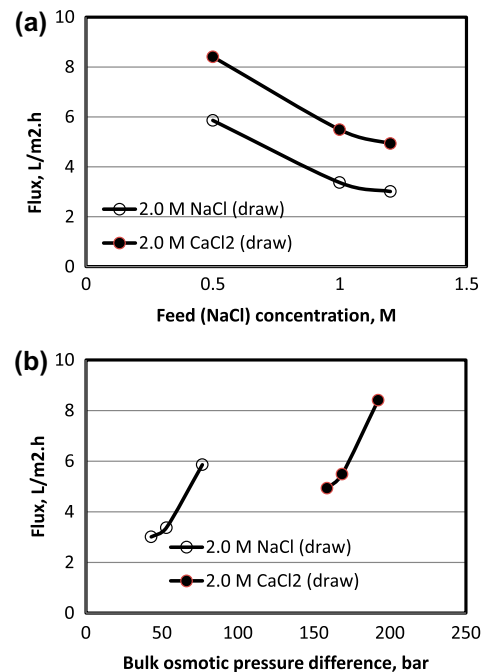 (a)
10
8
6
4
2
0
Flux, L/m2.h
2.0 M NaCl (draw)
2.0 M CaCl2 (draw)
0 0.5 1 1.5
Feed (NaCl) concentration, M
(b)
10
8
6
4
2
0
Flux, L/m2.h
2.0 M NaCl (draw)
2.0 M CaCl2 (draw)
0 50 100 150 200 250
Bulk osmotic pressure difference, bar